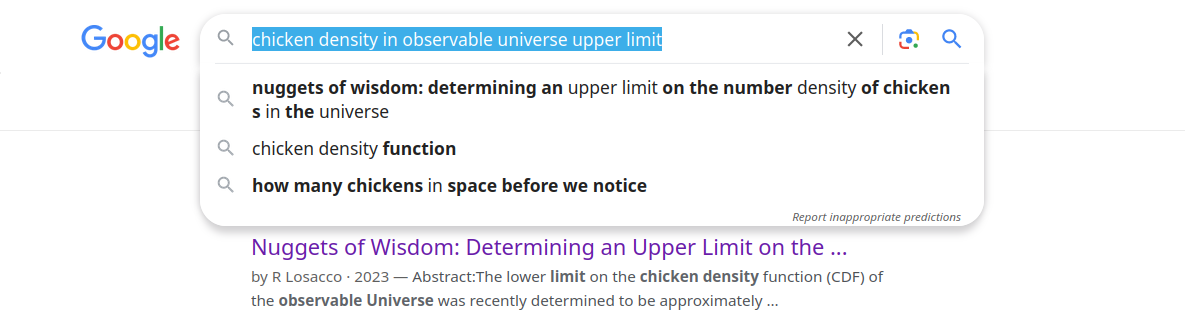 Google
chicken density in observable universe upper limit
nuggets of wisdom: determining an upper limit on the number density of chicken
s in the universe
chicken density function
how many chickens in space before we notice
Report inappropriate predictions
Nuggets of Wisdom: Determining an Upper Limit on the ...
by R Losacco · 2023 — Abstract:The lower limit on the chicken density function (CDF) of
the observable Universe was recently determined to be approximately ...